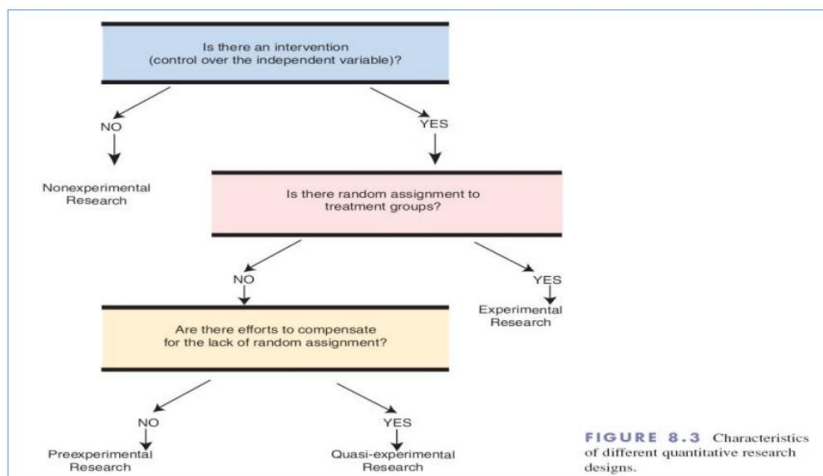 Is there an intervention
(control over the independent variable)?
NO
YES
Nonexperimental
Research
Is there random assignment to
treatment groups?
NO
YES
Experimental
Research
Are there efforts to compensate
for the lack of random assignment?
NO
YES
Preexperimental
Research
Quasi-experimental
Research
FIGURE 8.3 Characteristics
of different quantitative research
designs.